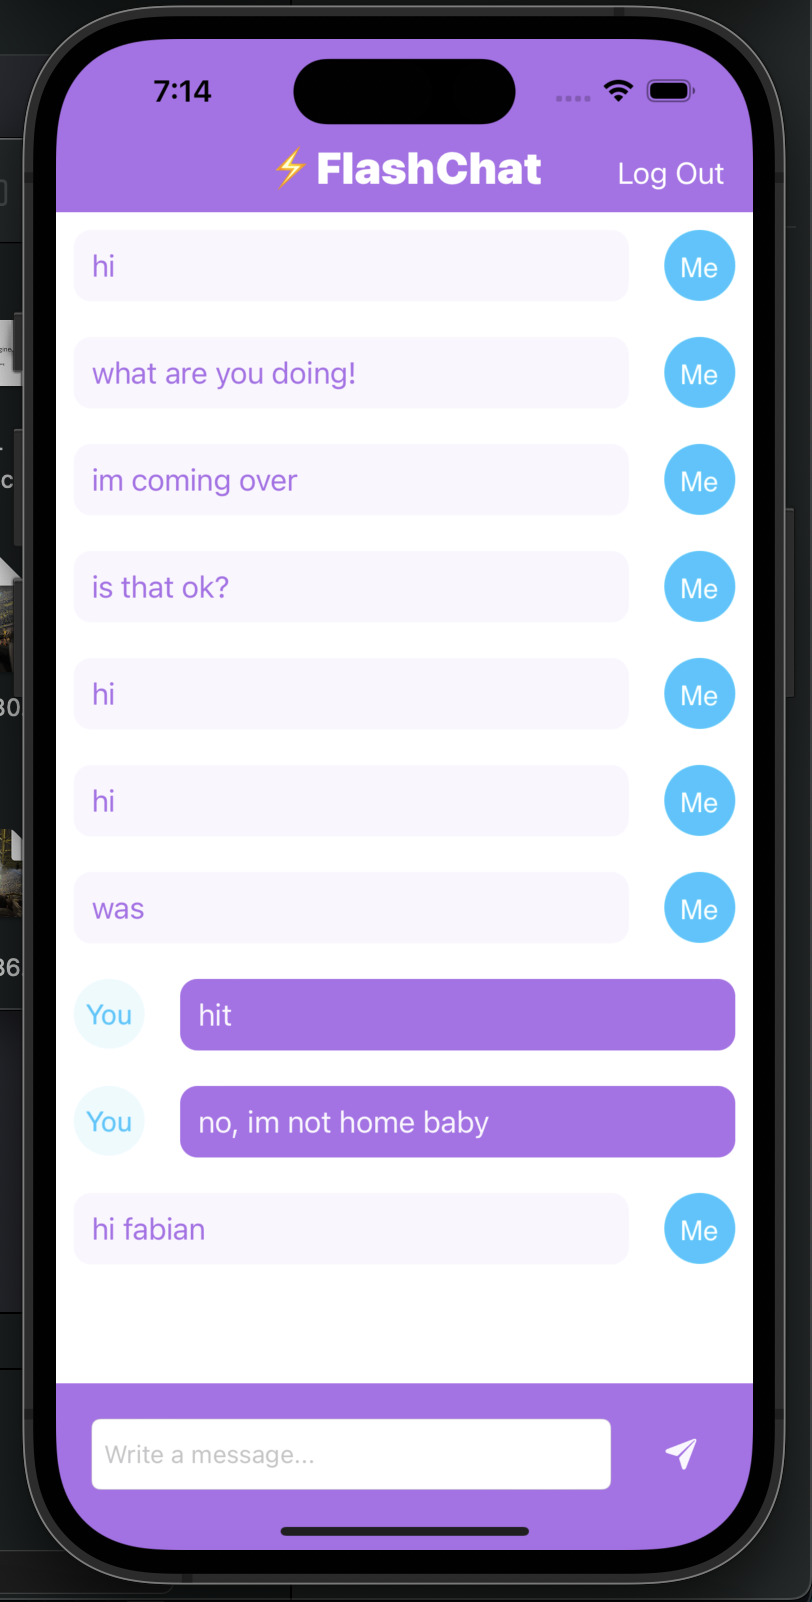 7:14
⚡️FlashChat
Log Out
hi
Me
what are you doing!
Me
im coming over
Me
is that ok?
Me
hi
Me
hi
Me
was
Me
You
hit
You
no, im not home baby
hi fabian
Me
Write a message...